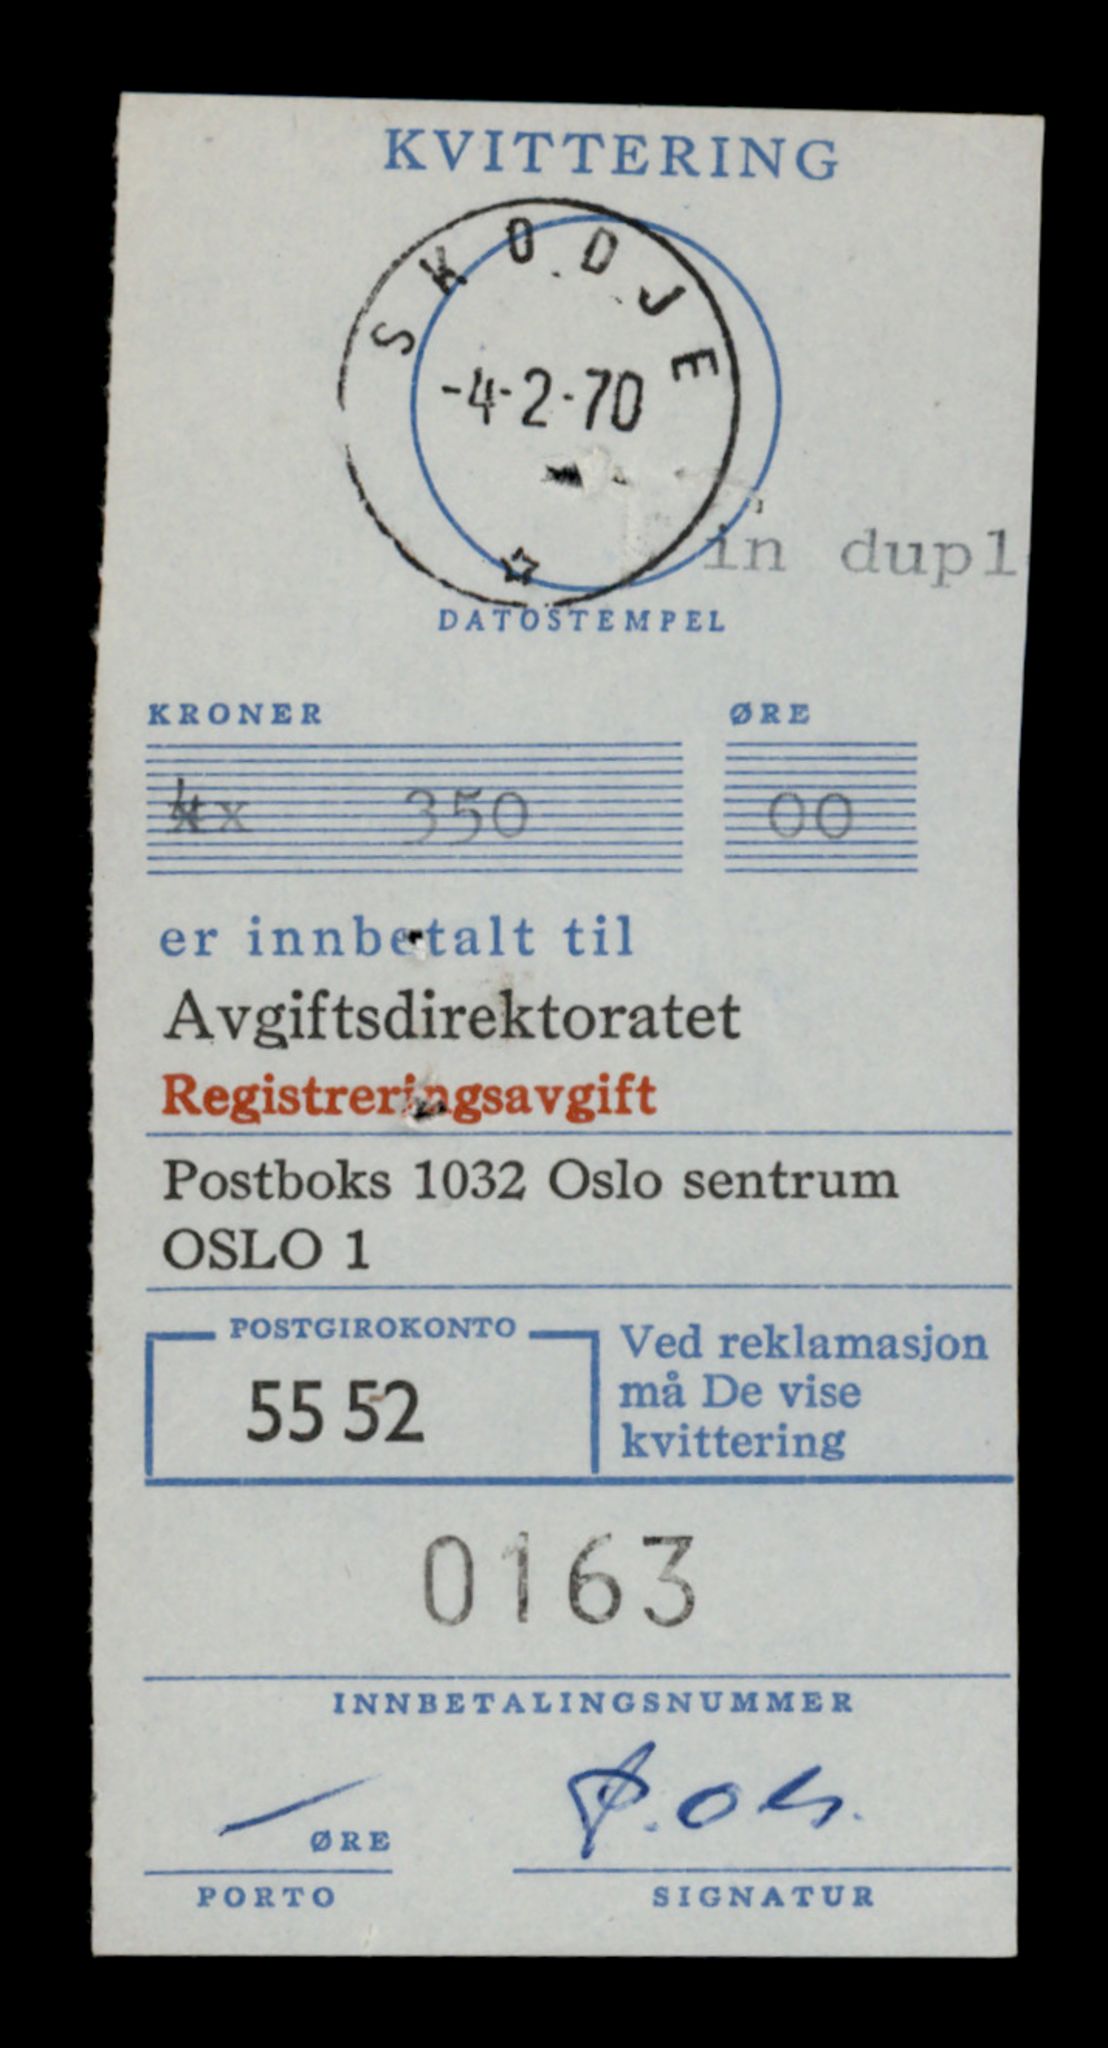 KVITTERING
SKODJE
-4-2-70
in dupl
DATOSTEMPEL
KRONER ØRE
350 00
er innbetalt til
Avgiftsdirektoratet
Registreringsavgift
Postboks 1032 Oslo sentrum
OSLO 1
POSTGIROKONTO
55 52
Ved reklamasjon
må De vise
kvittering
0163
INNBETALINGSNUMMER
ØRE
PORTO
SIGNATUR